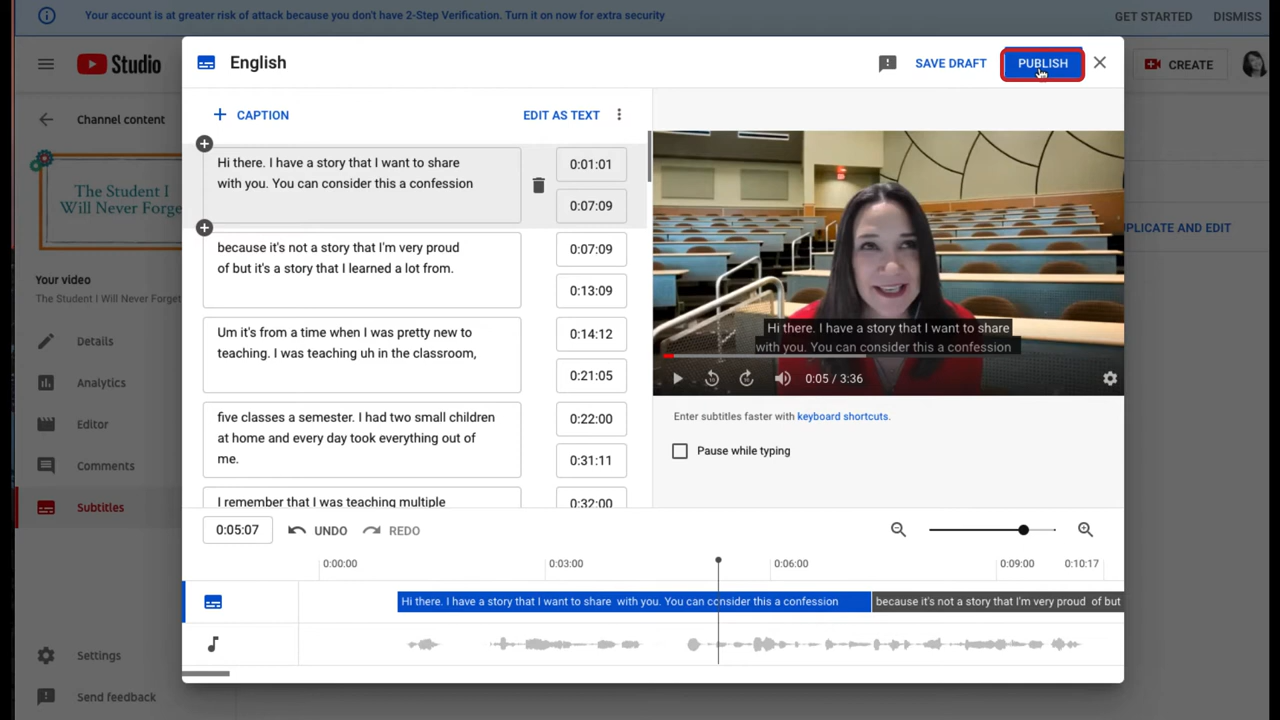 Your account is at greater risk of attack because you don't have 2-Step Verification. Turn it on now for extra security
GET STARTED
DISMISS
Studio
CREATE
English
SAVE DRAFT
PUBLISH
Channel content
The Student I
Will Never Forge
Your video
The Student I Will Never Forget
Details
Analytics
Editor
Comments
Subtitles
Settings
Send feedback
CAPTION
EDIT AS TEXT
Hi there. I have a story that I want to share
with you. You can consider this a confession
0:01:01
0:07:09
because it's not a story that I'm very proud
of but it's a story that I learned a lot from.
0:07:09
0:13:09
Um it's from a time when I was pretty new to
teaching. I was teaching uh in the classroom,
0:14:12
0:21:05
five classes a semester. I had two small children
at home and every day took everything out of
me.
0:22:00
0:31:11
I remember that I was teaching multiple
0:32:00
Hi there. I have a story that I want to share
with you. You can consider this a confession
0:05 / 3:36
Enter subtitles faster with keyboard shortcuts.
Pause while typing
PLICATE AND EDIT
0:05:07
UNDO
REDO
0:00:00
0:03:00
0:06:00
0:09:00
0:10:17
Hi there. I have a story that I want to share with you. You can consider this a confession
because it's not a story that I'm very proud of but